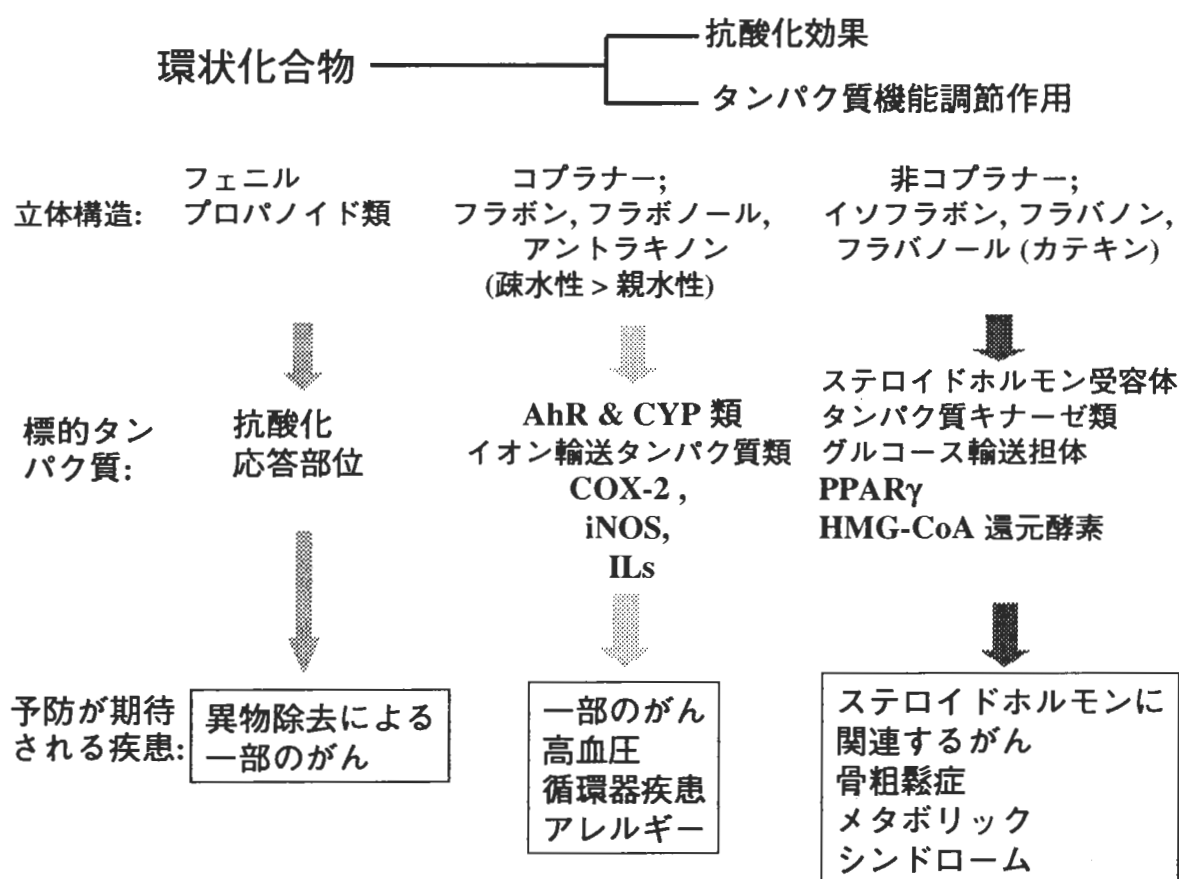 環状化合物
抗酸化効果
タンパク質機能調節作用
立体構造:
フェニル
プロパノイド類
コプラナー;
フラボン, フラボノール,
アントラキノン
(疎水性 > 親水性)
非コプラナー;
イソフラボン, フラバノン,
フラバノール (カテキン)
標的タン
パク質:
抗酸化
応答部位
AhR & CYP 類
イオン輸送タンパク質類
COX-2 ,
iNOS,
ILs
ステロイドホルモン受容体
タンパク質キナーゼ類
グルコース輸送担体
PPARγ
HMG-CoA 還元酵素
予防が期待
される疾患:
異物除去による
一部のがん
一部のがん
高血圧
循環器疾患
アレルギー
ステロイドホルモンに
関連するがん
骨粗鬆症
メタボリック
シンドローム